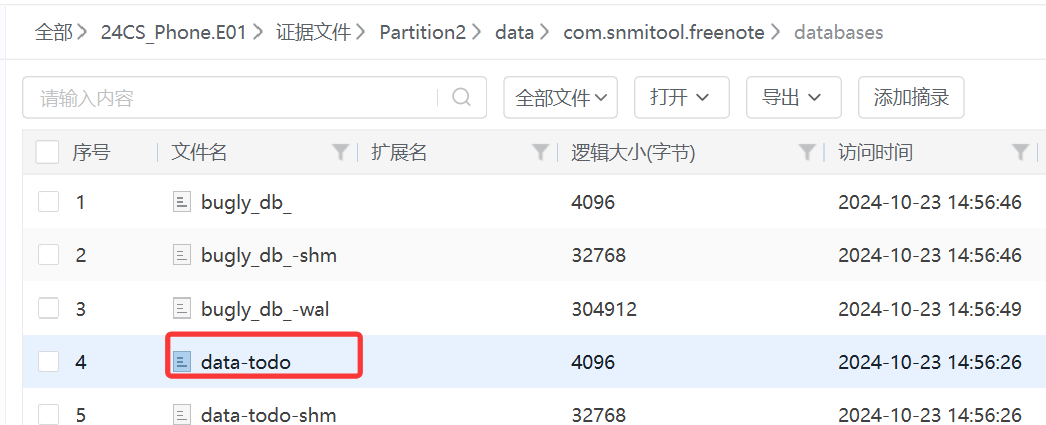 全部 > 24CS_Phone.E01 > 证据文件 > Partition2 > data > com.snmitool.freenote > databases
请输入内容 全部文件 打开 导出 添加摘录
序号 文件名 扩展名 逻辑大小(字节) 访问时间
1 bugly_db_ 4096 2024-10-23 14:56:46
2 bugly_db_-shm 32768 2024-10-23 14:56:46
3 bugly_db_-wal 304912 2024-10-23 14:56:49
4 data-todo 4096 2024-10-23 14:56:26
5 data-todo-shm 32768 2024-10-23 14:56:26